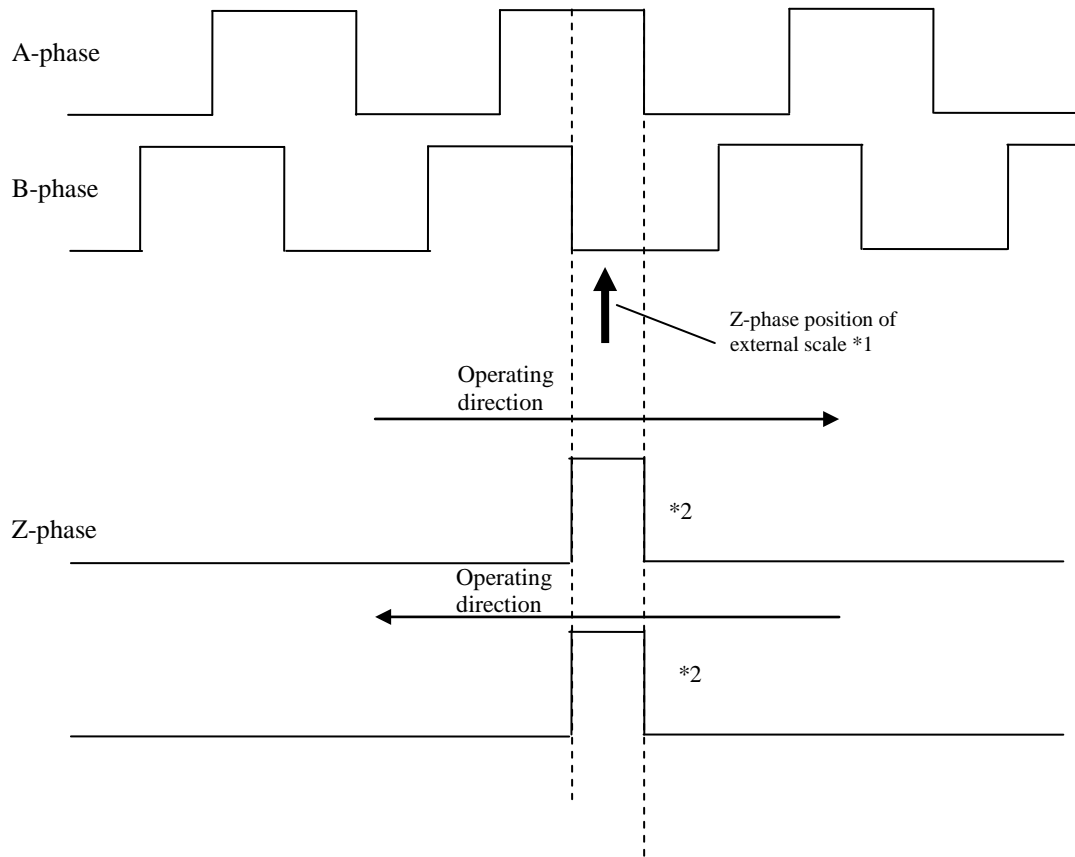 A-phase
B-phase
Z-phase position of
external scale *1
Operating
direction
*2
Z-phase
Operating
direction
*2